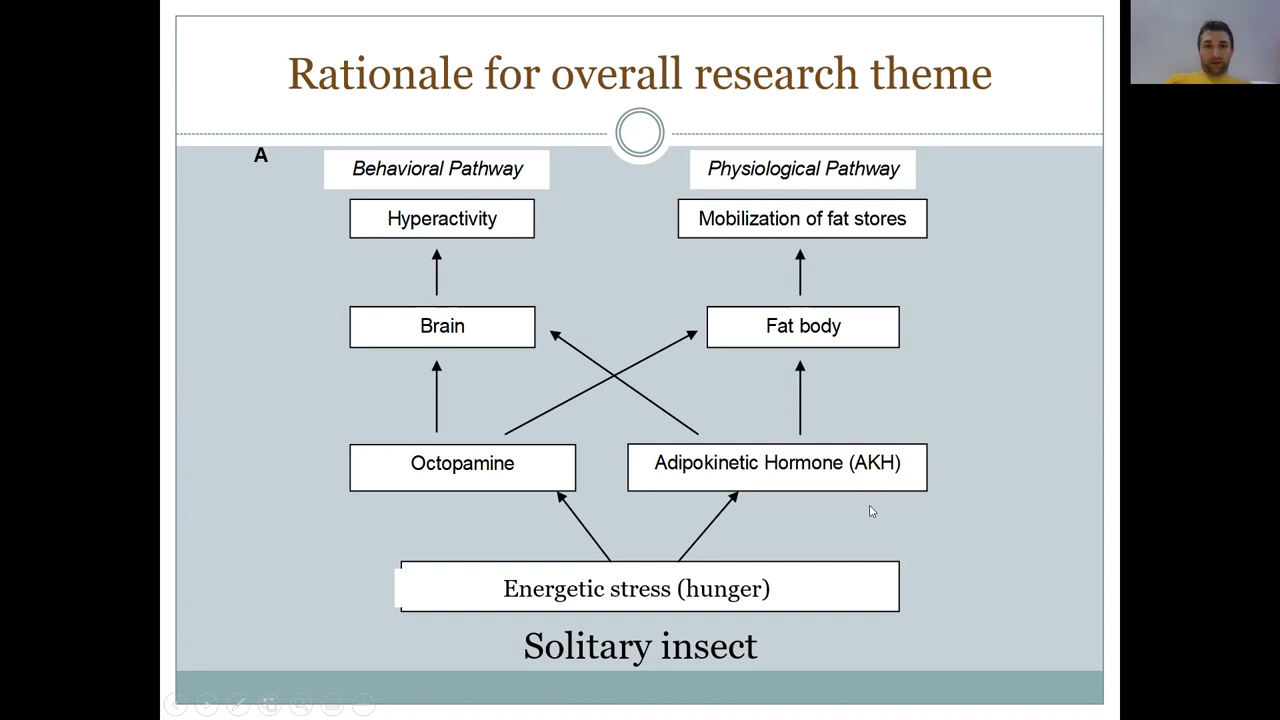 Rationale for overall research theme
A
Behavioral Pathway
Physiological Pathway
Hyperactivity
Mobilization of fat stores
Brain
Fat body
Octopamine
Adipokinetic Hormone (AKH)
Energetic stress (hunger)
Solitary insect